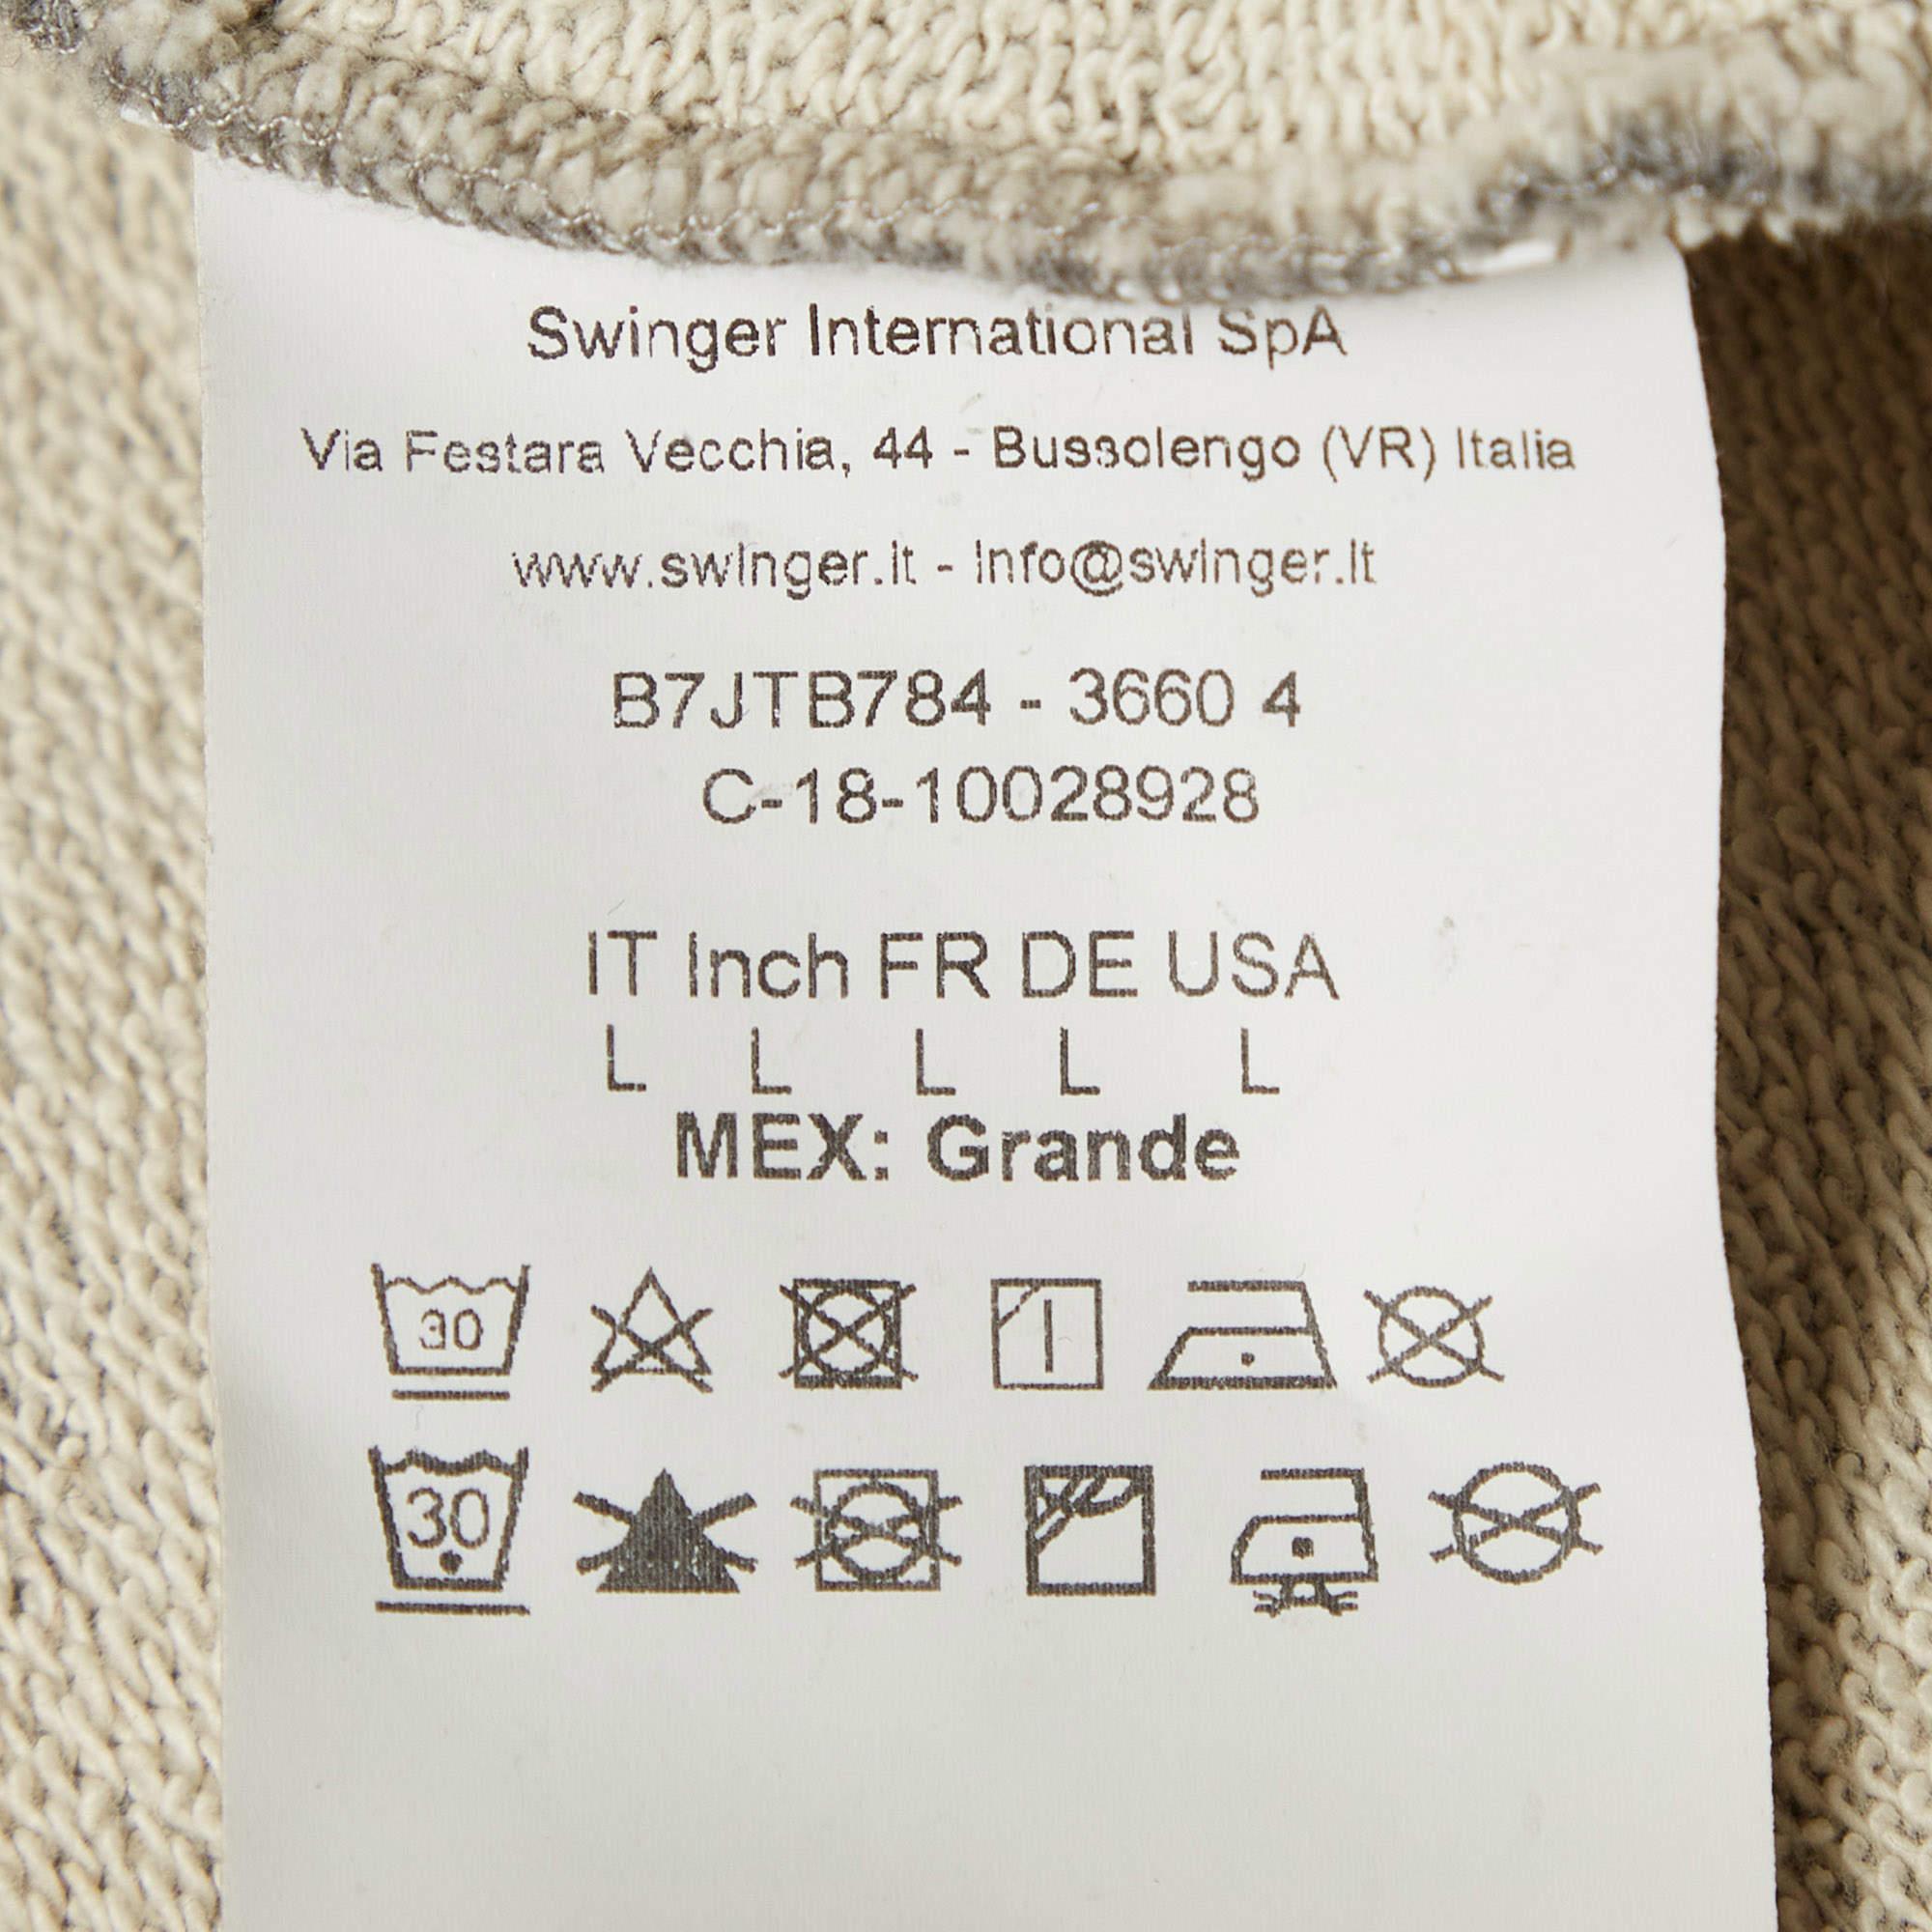 Swinger International SpA
Via Festara Vecchia, 44 - Bussolengo (VR) Italia
www.swinger.it - info@swinger.it
B7JTB784 - 3660 4
C-18-10028928
IT Inch FR DE USA
L L L L L
MEX: Grande
30
30